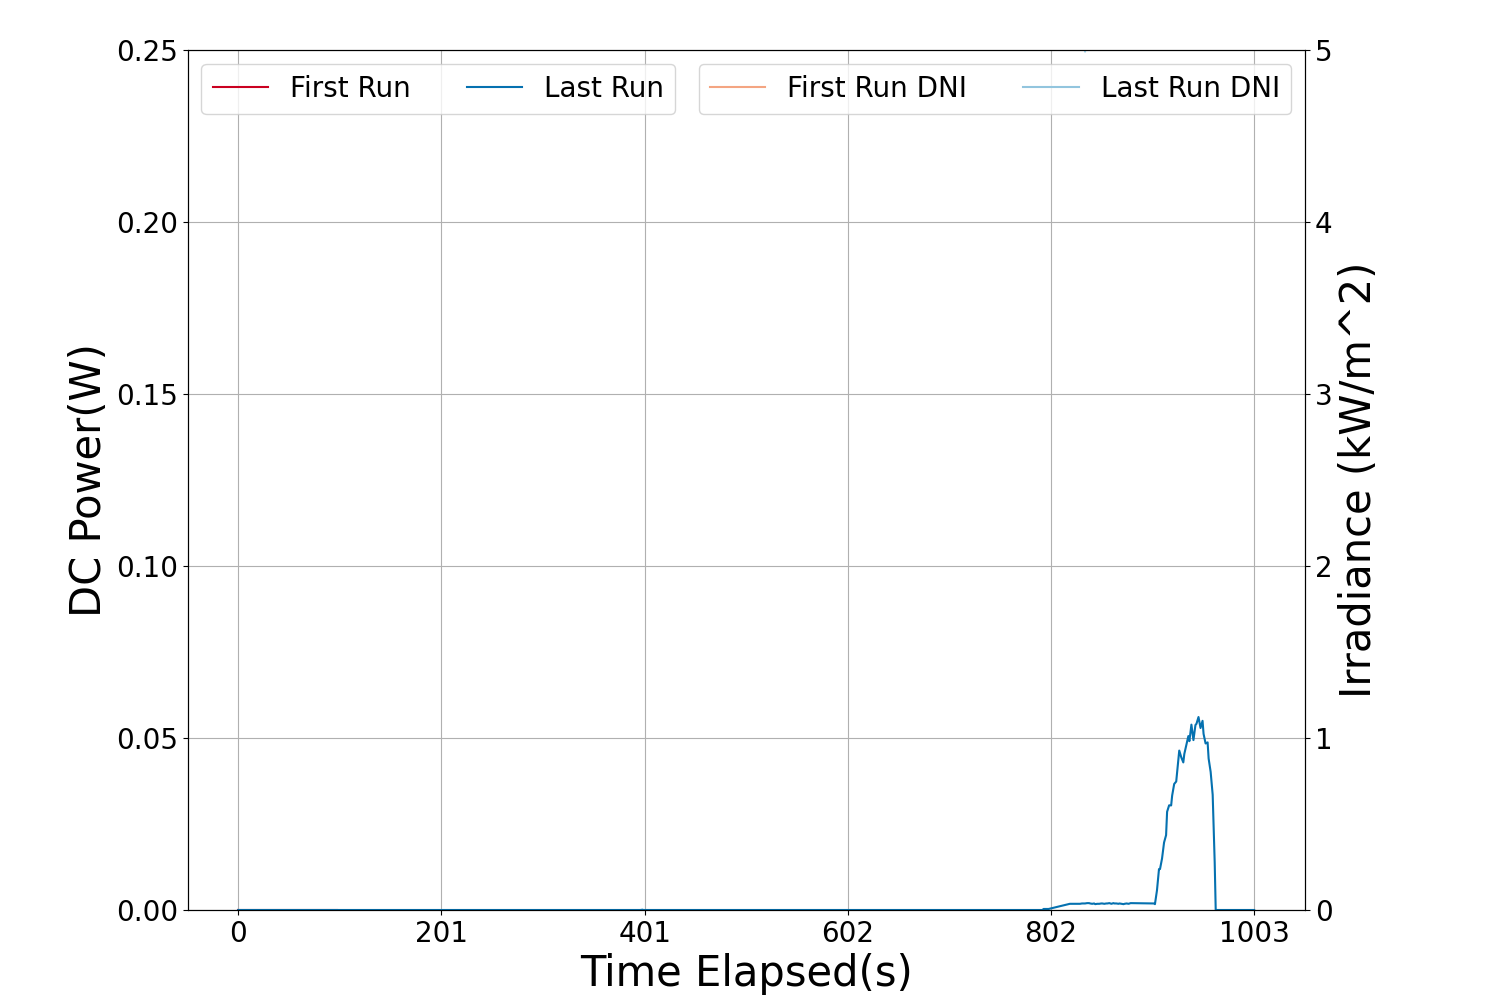 First Run
Last Run
First Run DNI
Last Run DNI
0.25
0.20
0.15
0.10
0.05
0.00
DC Power(W)
5
4
3
2
1
0
Irradiance (kW/m^2)
0
201
401
602
802
1003
Time Elapsed(s)